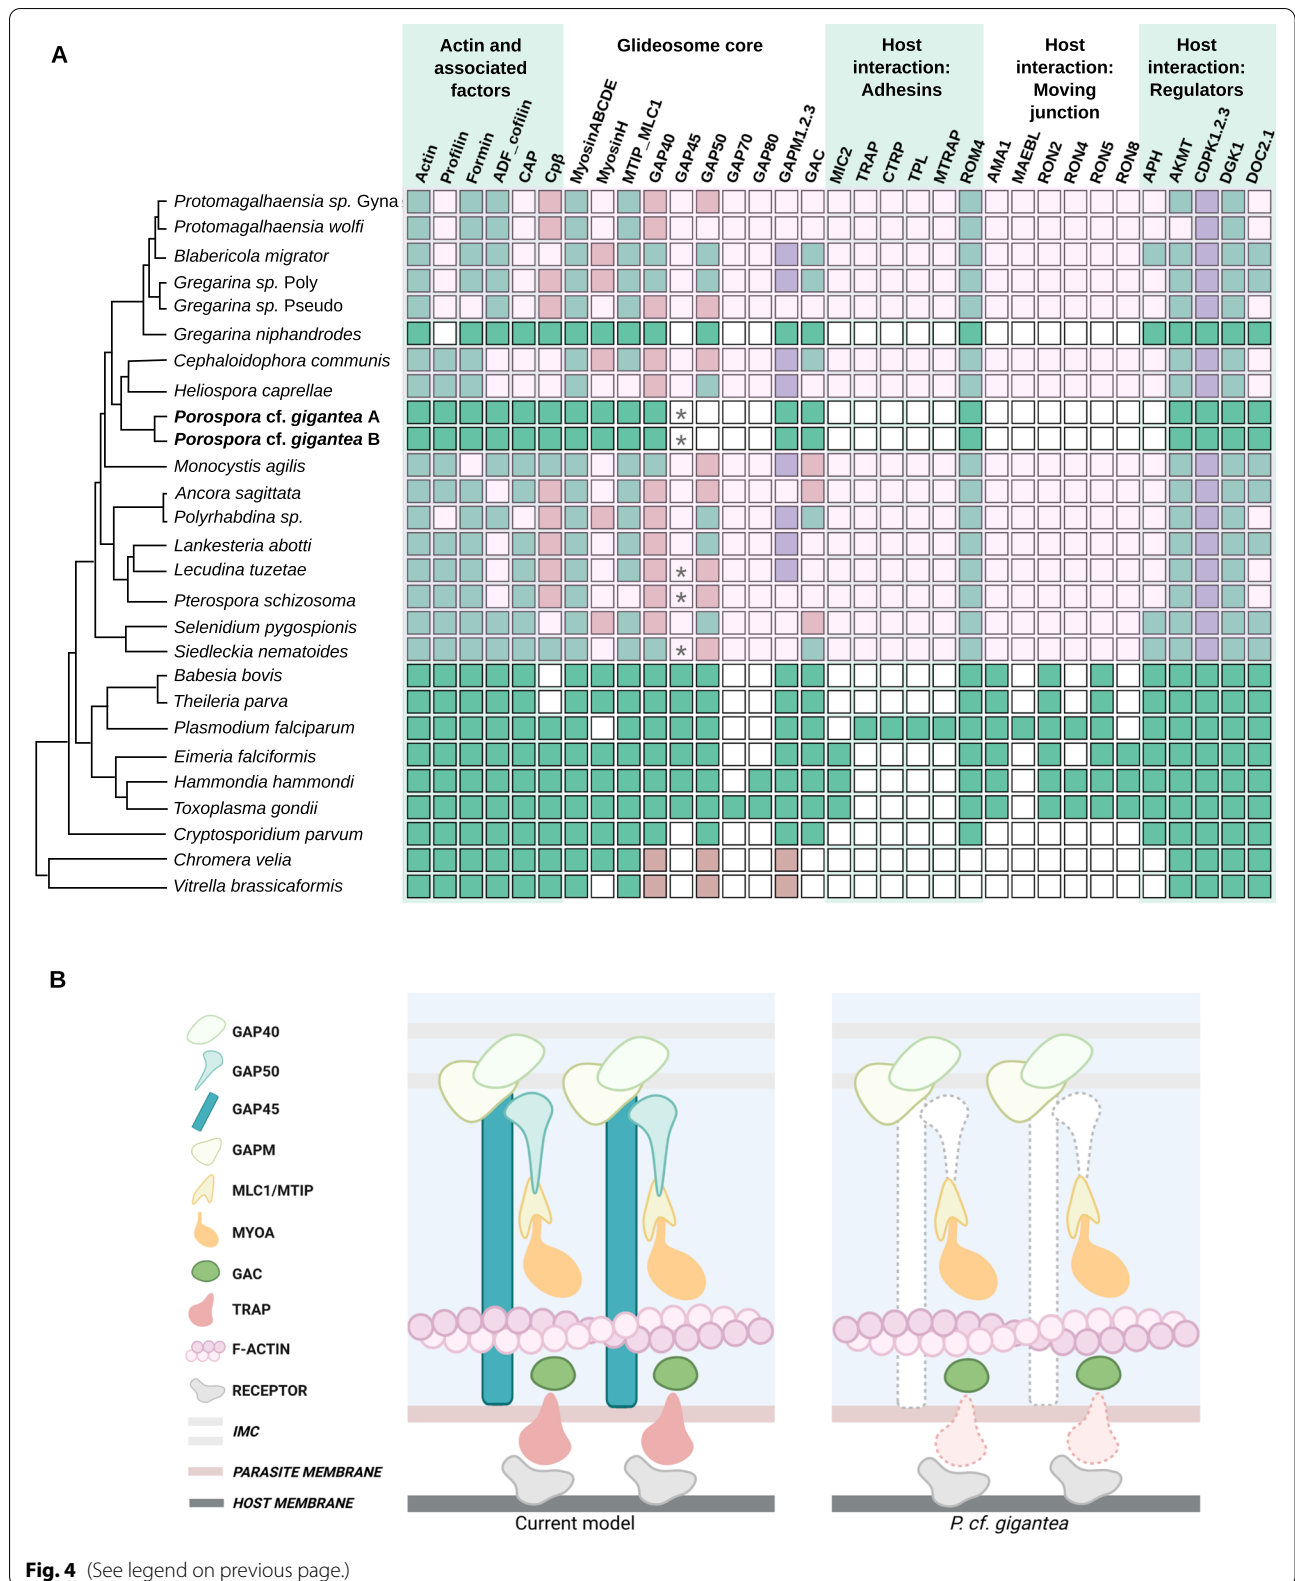 A
Actin and associated factors
Glideosome core
Host interaction: Adhesins
Host interaction: Moving junction
Host interaction: Regulators
Actin
Profilin
Formin
ADF_cofilin
CAP
Cpβ
MyosinABCDE
MyosinH
MTIP_MLC1
GAP40
GAP45
GAP50
GAP70
GAP80
GAPM1.2.3
GAC
MIC2
TRAP
CTRP
TPL
MTRAP
ROM4
AMA1
MAEBL
RON2
RON4
RON5
RON8
APH
AKMT
CDPK1.2.3
DGK1
DOC2.1
Protomagalhaensia sp. Gyna
Protomagalhaensia wolfi
Blabericola migrator
Gregarina sp. Poly
Gregarina sp. Pseudo
Gregarina niphandrodes
Cephaloidophora communis
Heliospora caprellae
Porospora cf. gigantea A
*
Porospora cf. gigantea B
*
Monocystis agilis
Ancora sagittata
Polyrhabdina sp.
Lankesteria abotti
Lecudina tuzetae
*
Pterospora schizosoma
*
Selenidium pygospionis
Siedleckia nematoides
*
Babesia bovis
Theileria parva
Plasmodium falciparum
Eimeria falciformis
Hammondia hammondi
Toxoplasma gondii
Cryptosporidium parvum
Chromera velia
Vitrella brassicaformis
B
GAP40
GAP50
GAP45
GAPM
MLC1/MTIP
MYOA
GAC
TRAP
F-ACTIN
RECEPTOR
IMC
PARASITE MEMBRANE
HOST MEMBRANE
Current model
P. cf. gigantea
Fig. 4 (See legend on previous page.)